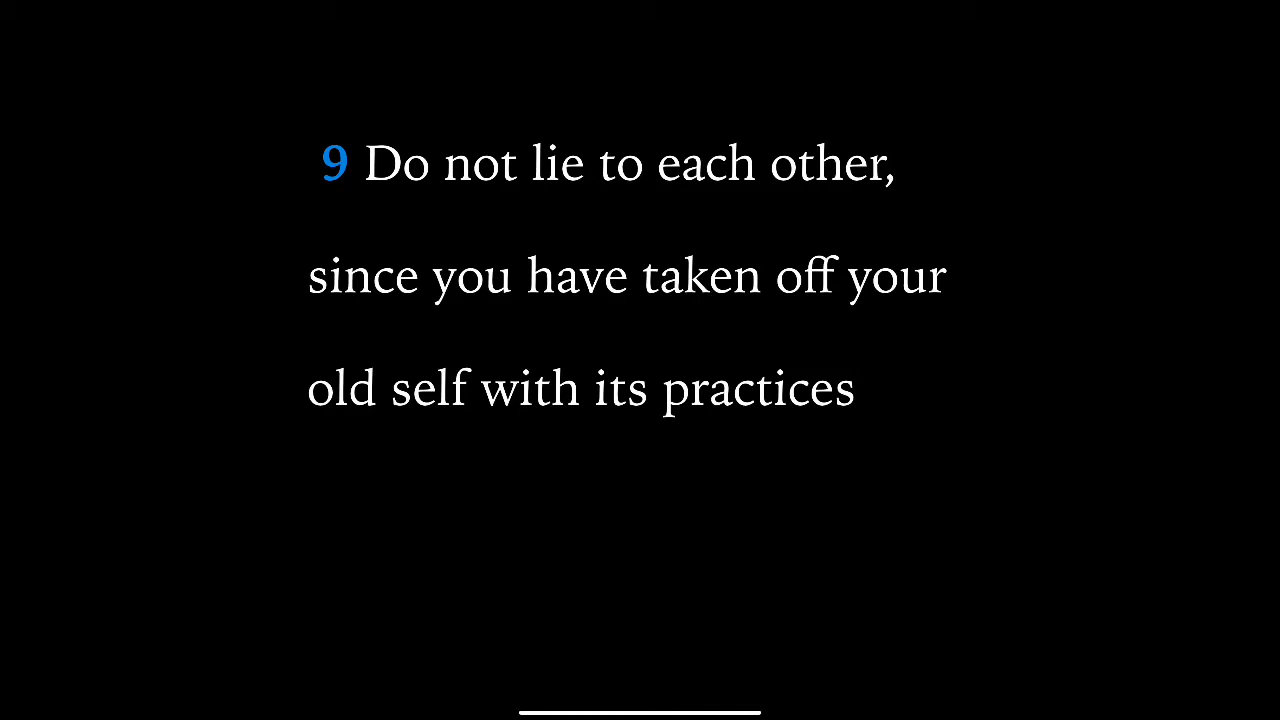 9 Do not lie to each other,
since you have taken off your
old self with its practices